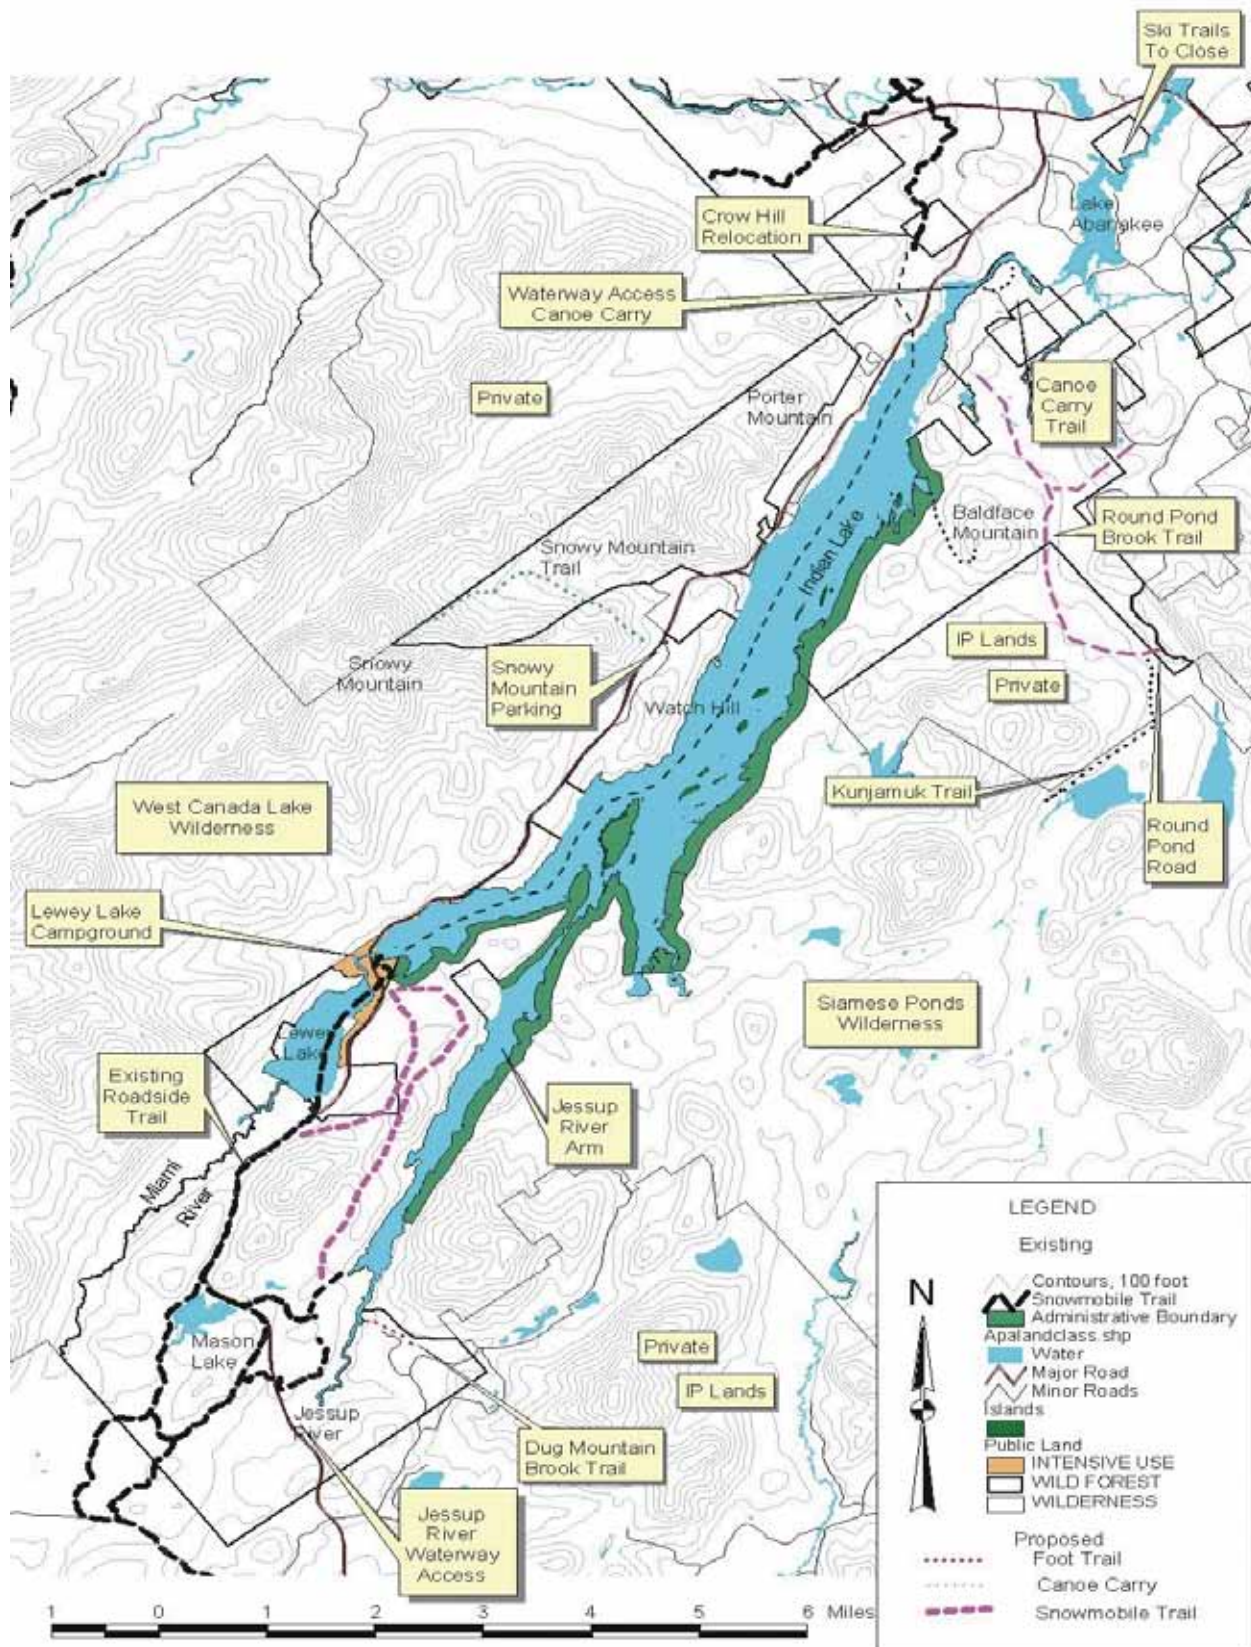 Ski Trails
To Close
Lake
Abanakee
Crow Hill
Relocation
Waterway Access
Canoe Carry
Private
Porter
Mountain
Canoe
Carry
Trail
Indian Lake
Baldface
Mountain
Round Pond
Brook Trail
Snowy Mountain
Trail
IP Lands
Private
Snowy
Mountain
Snowy
Mountain
Parking
Watch Hill
Kunjamuk Trail
West Canada Lake
Wilderness
Round
Pond
Road
Lewey Lake
Campground
Siamese Ponds
Wilderness
Lewey
Lake
Existing
Roadside
Trail
Jessup
River
Arm
Miami
River
Mason
Lake
Private
IP Lands
Jessup
River
Dug Mountain
Brook Trail
Jessup
River
Waterway
Access
LEGEND
Existing
Contours, 100 foot
Snowmobile Trail
Administrative Boundary
Apalandclass.shp
Water
Major Road
Minor Roads
Islands
Public Land
INTENSIVE USE
WILD FOREST
WILDERNESS
Proposed
Foot Trail
Canoe Carry
Snowmobile Trail
N
1 0 1 2 3 4 5 6 Miles